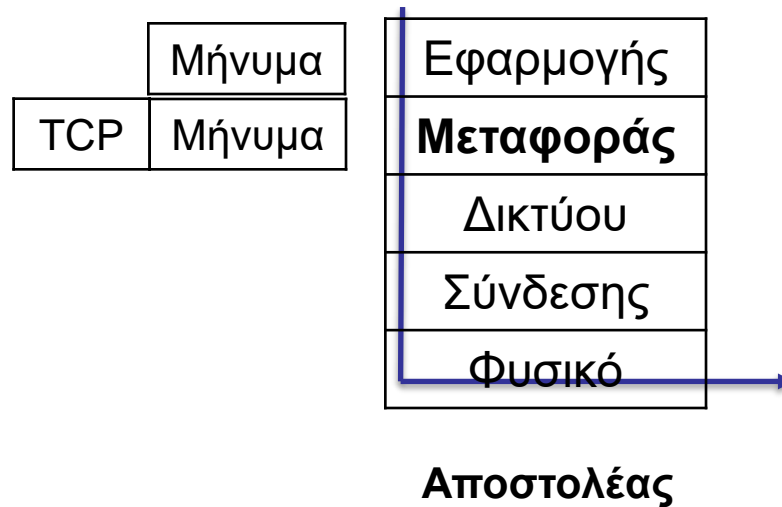 Μήνυμα Εφαρμογής
TCP Μήνυμα Μεταφοράς
Δικτύου
Σύνδεσης
Φυσικό
Αποστολέας